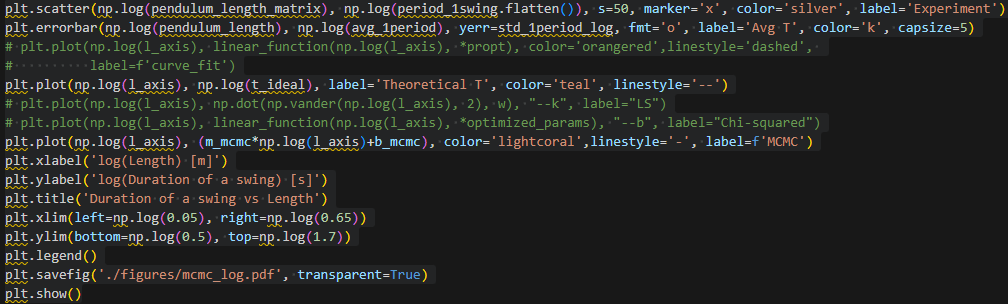 plt.scatter(np.log(pendulum_length_matrix), np.log(period_1swing.flatten()), s=50, marker='x', color='silver', label='Experiment')
plt.errorbar(np.log(pendulum_length), np.log(avg_1period), yerr=std_1period_log, fmt='o', label='Avg T', color='k', capsize=5)
# plt.plot(np.log(l_axis), linear_function(np.log(l_axis), *propt), color='orangered',linestyle='dashed',
#          label=f'curve_fit')
plt.plot(np.log(l_axis), np.log(t_ideal), label='Theoretical T', color='teal', linestyle='--')
# plt.plot(np.log(l_axis), np.dot(np.vander(np.log(l_axis), 2), w), "--k", label="LS")
# plt.plot(np.log(l_axis), linear_function(np.log(l_axis), *optimized_params), "--b", label="Chi-squared")
plt.plot(np.log(l_axis), (m_mcmc*np.log(l_axis)+b_mcmc), color='lightcoral',linestyle='-', label=f'MCMC')
plt.xlabel('log(Length) [m]')
plt.ylabel('log(Duration of a swing) [s]')
plt.title('Duration of a swing vs Length')
plt.xlim(left=np.log(0.05), right=np.log(0.65))
plt.ylim(bottom=np.log(0.5), top=np.log(1.7))
plt.legend()
plt.savefig('./figures/mcmc_log.pdf', transparent=True)
plt.show()